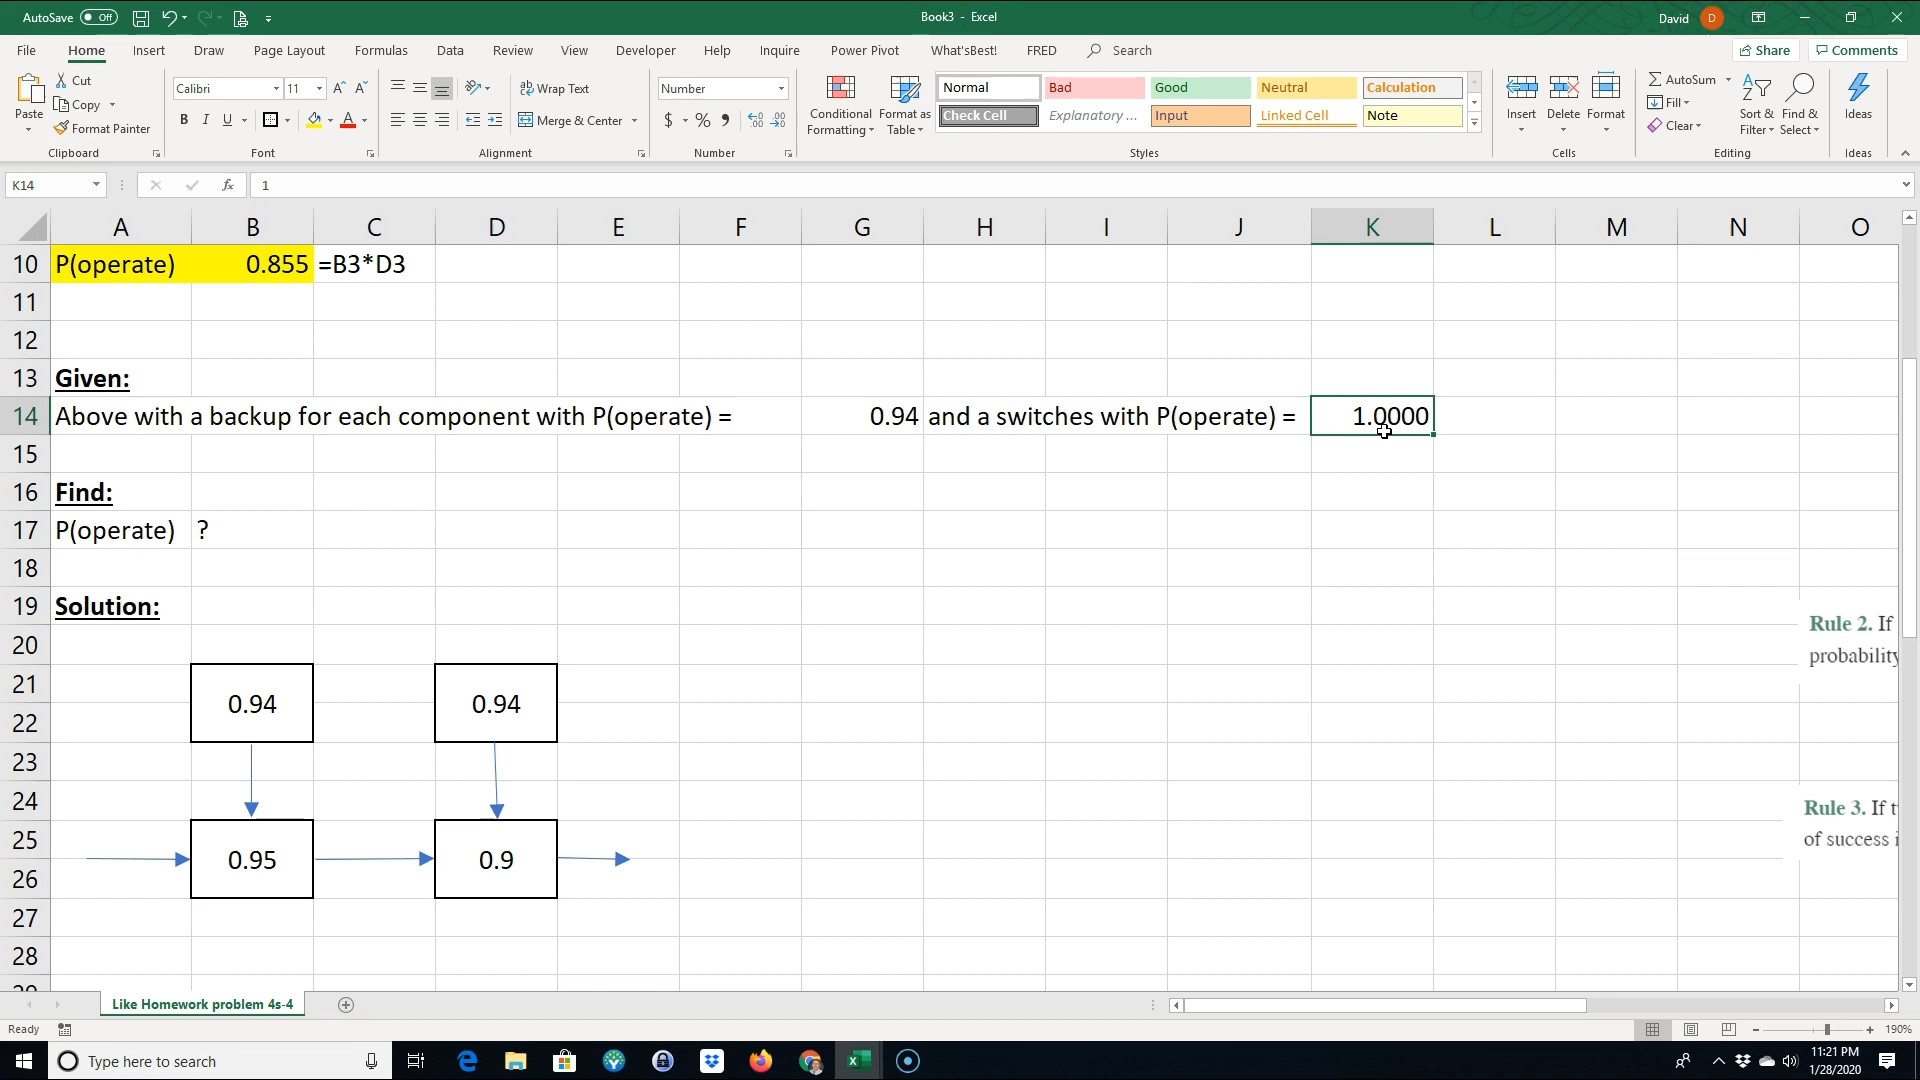 AutoSave Off
Book3 - Excel
David D
File Home Insert Draw Page Layout Formulas Data Review View Developer Help Inquire Power Pivot What'sBest! FRED Search
Share Comments
Paste
Cut
Copy
Format Painter
Clipboard
Calibri 11
B I U
Font
Wrap Text
Merge & Center
Alignment
Number
$ % ,
Number
Conditional Formatting
Format as Table
Normal Bad Good Neutral Calculation
Check Cell Explanatory ... Input Linked Cell Note
Styles
Insert Delete Format
Cells
AutoSum
Fill
Clear
Sort & Filter
Find & Select
Editing
Ideas
Ideas
K14 fx 1
A B C D E F G H I J K L M N O
10 P(operate) 0.855 =B3*D3
11
12
13 Given:
14 Above with a backup for each component with P(operate) = 0.94 and a switches with P(operate) = 1.0000
15
16 Find:
17 P(operate) ?
18
19 Solution:
Rule 2. If
20
probability
21
0.94 0.94
22
23
24
Rule 3. If t
25
of success i
0.95 0.9
26
27
28
Like Homework problem 4s-4
Ready
190%
Type here to search
11:21 PM
1/28/2020